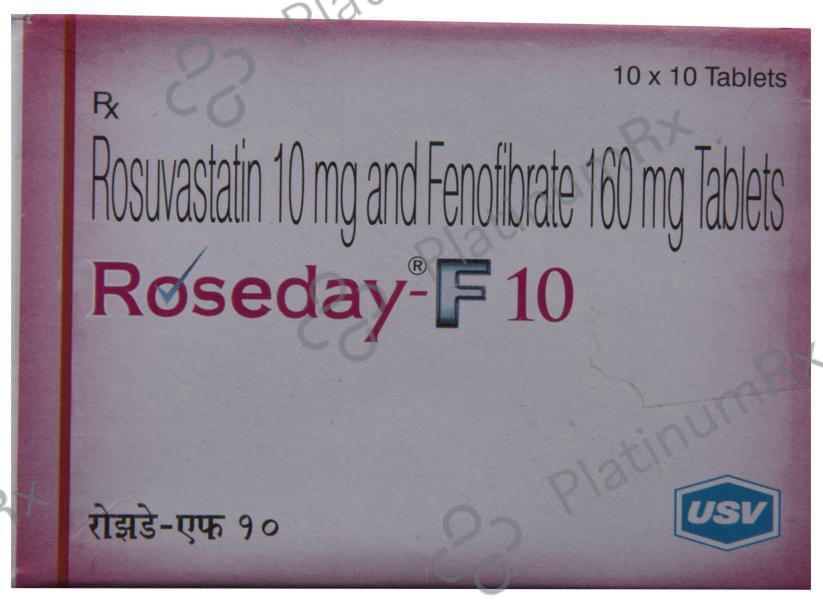 10 x 10 Tablets
Rx
Rosuvastatin 10 mg and Fenofibrate 160 mg Tablets
Roseday®-F 10
रोझडे-एफ १०
USV
PlatinumRx
PlatinumRx